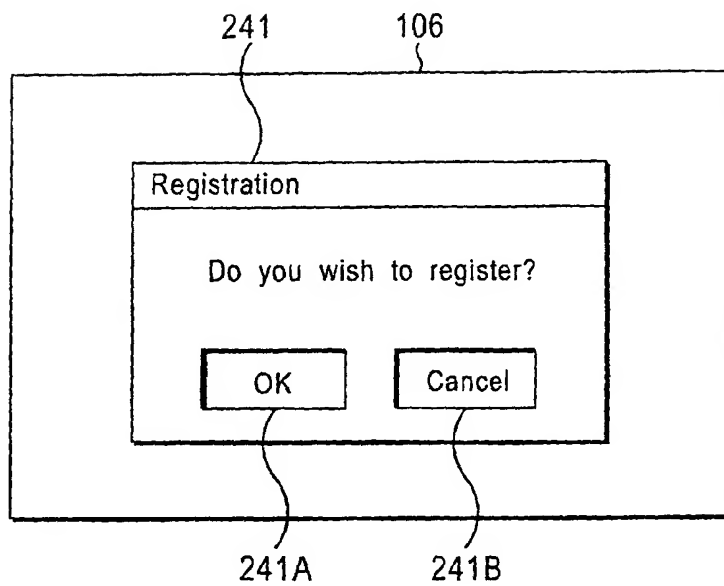 241 106
Registration
Do you wish to register?
OK Cancel
241A 241B